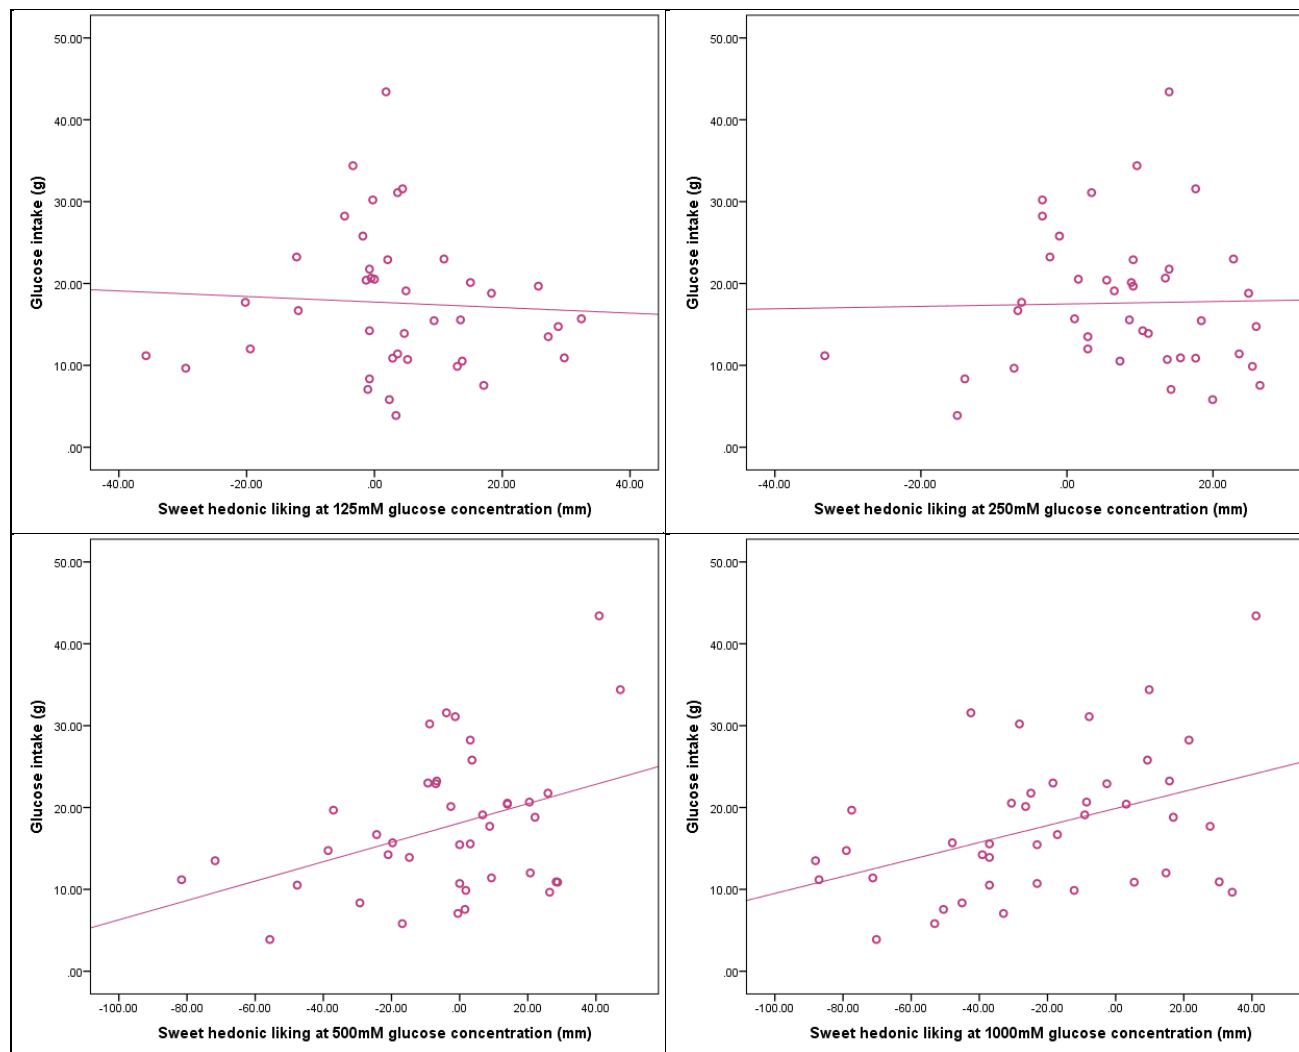 50.00
40.00
30.00
20.00
10.00
.00
Glucose intake (g)
-40.00 -20.00 .00 20.00 40.00
Sweet hedonic liking at 125mM glucose concentration (mm)
50.00
40.00
30.00
20.00
10.00
.00
Glucose intake (g)
-40.00 -20.00 .00 20.00
Sweet hedonic liking at 250mM glucose concentration (mm)
50.00
40.00
30.00
20.00
10.00
.00
Glucose intake (g)
-100.00 -80.00 -60.00 -40.00 -20.00 .00 20.00 40.00
Sweet hedonic liking at 500mM glucose concentration (mm)
50.00
40.00
30.00
20.00
10.00
.00
Glucose intake (g)
-100.00 -80.00 -60.00 -40.00 -20.00 .00 20.00 40.00
Sweet hedonic liking at 1000mM glucose concentration (mm)